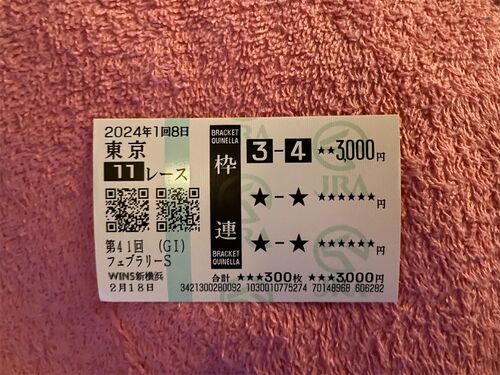 2024年1回8日
東京
11レース
第41回 (GI)
フェブラリーS
WINS新横浜
2月18日
BRACKET QUINELLA
枠連
BRACKET QUINELLA
3-4 ★★3,000円
★-★ ★★★★★★円
★-★ ★★★★★★円
JRA
合計 ★★★300枚 ★★★3,000円
3421300280092 1030010775274 70148968 606282